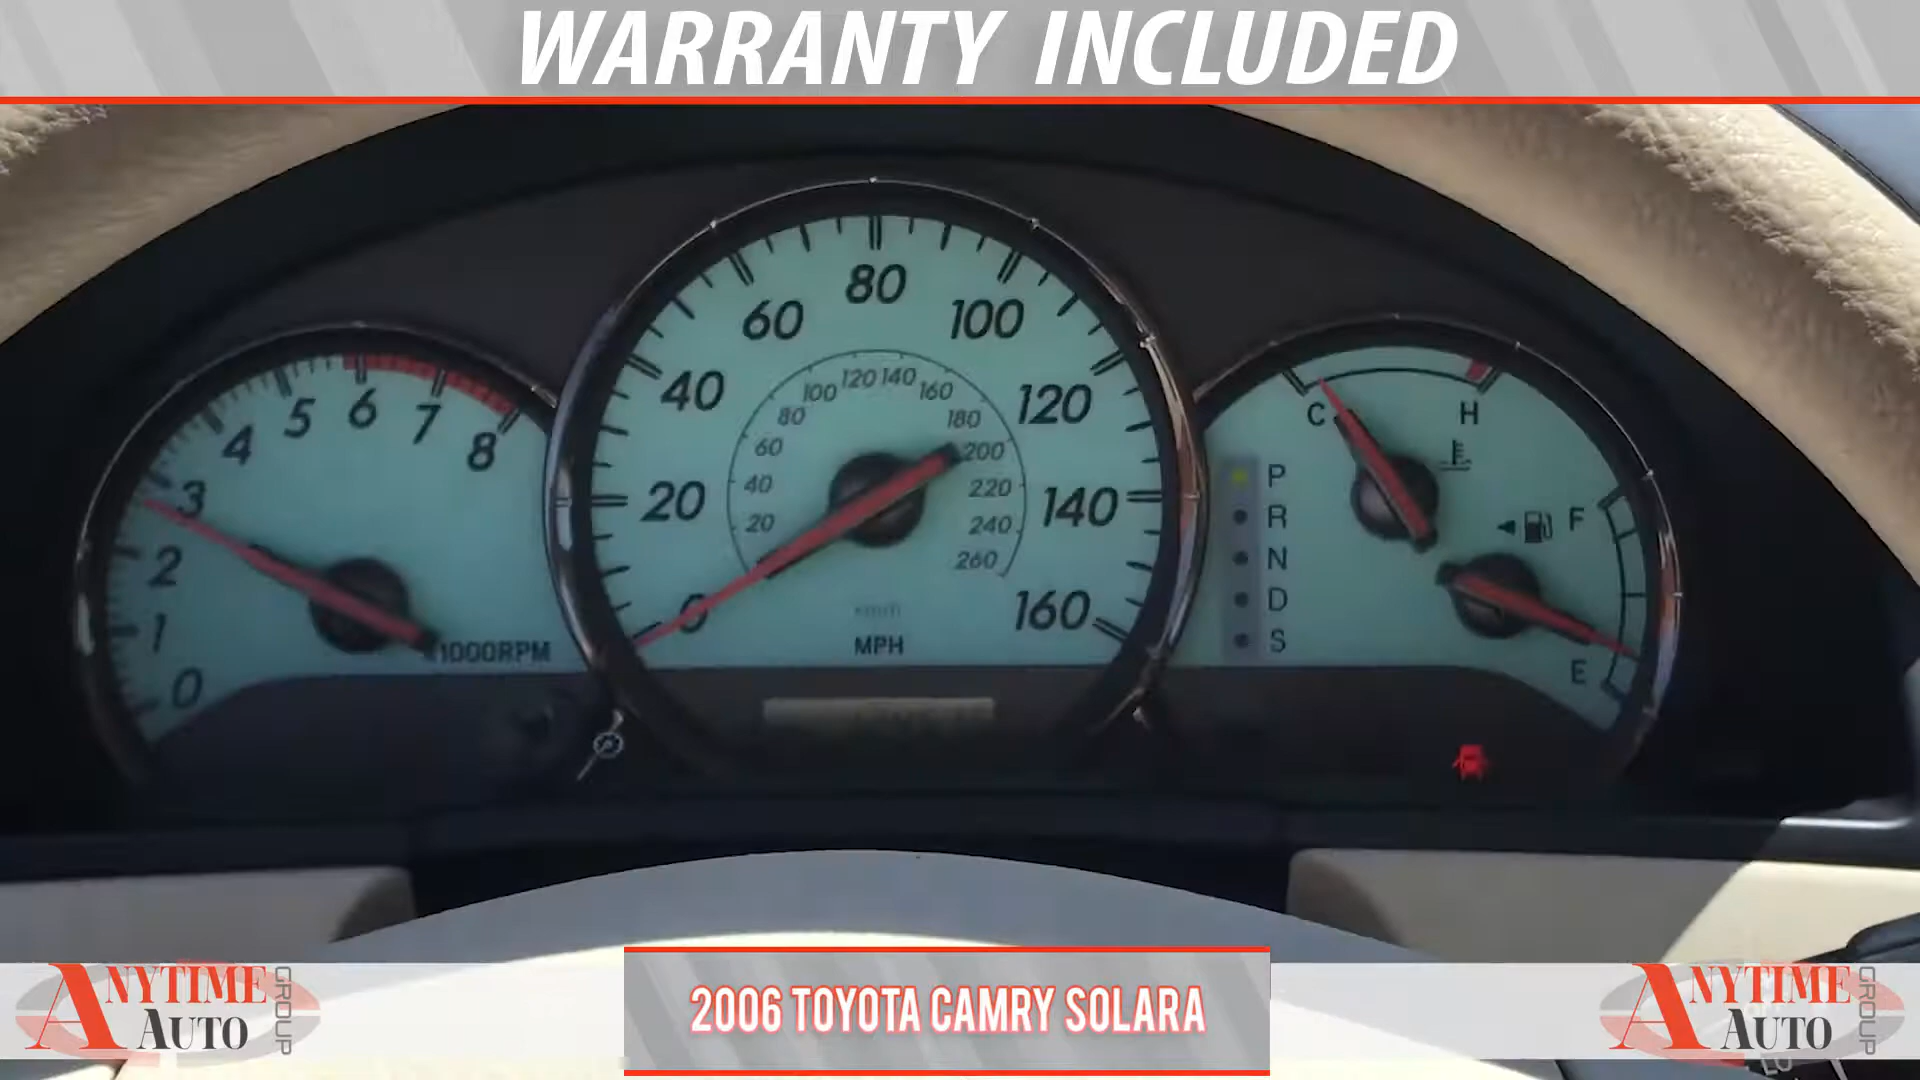 WARRANTY INCLUDED
0 1 2 3 4 5 6 7 8
1000RPM
0 20 40 60 80 100 120 140 160
20 40 60 80 100 120 140 160 180 200 220 240 260
km/h
MPH
C H
P
R
N
D
S
F
E
2006 TOYOTA CAMRY SOLARA
ANYTIME
AUTO
GROUP
ANYTIME
AUTO
GROUP